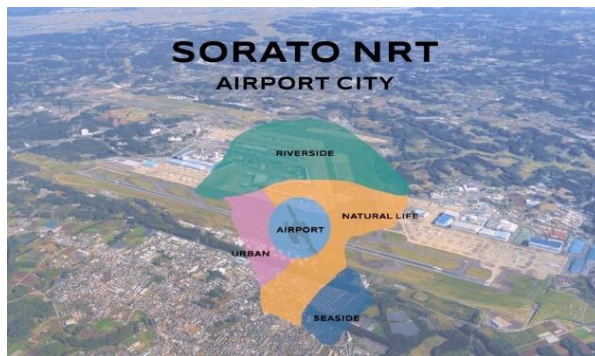 SORATO NRT
AIRPORT CITY
RIVERSIDE
NATURAL LIFE
AIRPORT
URBAN
SEASIDE